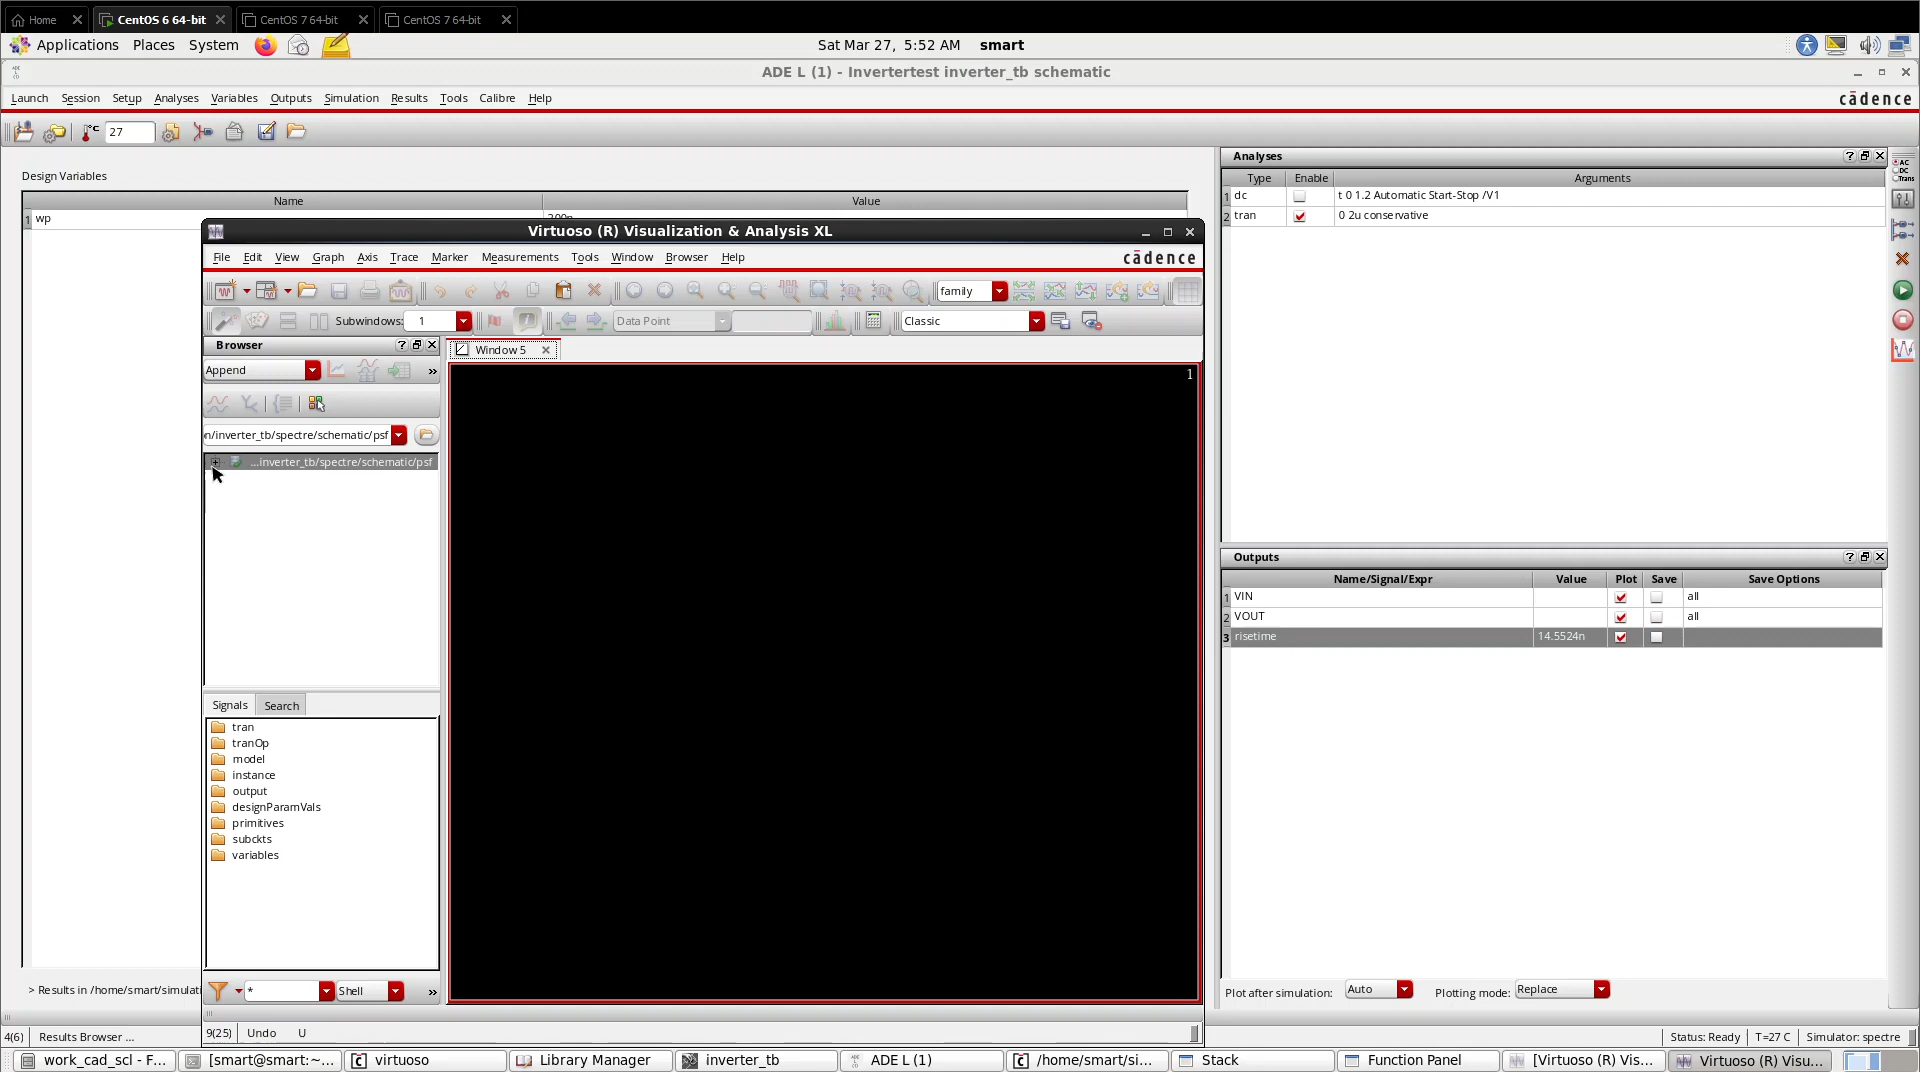 Home
CentOS 6 64-bit
CentOS 7 64-bit
CentOS 7 64-bit
Applications Places System
Sat Mar 27, 5:52 AM smart
ADE L (1) - Invertertest inverter_tb schematic
Launch Session Setup Analyses Variables Outputs Simulation Results Tools Calibre Help
cādence
°C 27
Design Variables
Name Value
1 wp
Virtuoso (R) Visualization & Analysis XL
File Edit View Graph Axis Trace Marker Measurements Tools Window Browser Help
cādence
family
Subwindows: 1
Data Point
Classic
Browser
Append
»
n/inverter_tb/spectre/schematic/psf
...inverter_tb/spectre/schematic/psf
Window 5
1
Signals Search
tran
tranOp
model
instance
output
designParamVals
primitives
subckts
variables
* Shell »
9(25) Undo U
> Results in /home/smart/simulati
4(6) Results Browser ...
Analyses
Type Enable Arguments
1 dc t 0 1.2 Automatic Start-Stop /V1
2 tran 0 2u conservative
AC
DC
Trans
Outputs
Name/Signal/Expr Value Plot Save Save Options
1 VIN all
2 VOUT all
3 risetime 14.5524n
Plot after simulation: Auto Plotting mode: Replace
Status: Ready T=27 C Simulator: spectre
work_cad_scl - F...
[smart@smart:~...
virtuoso
Library Manager
inverter_tb
ADE L (1)
/home/smart/si...
Stack
Function Panel
[Virtuoso (R) Vis...
Virtuoso (R) Visu...